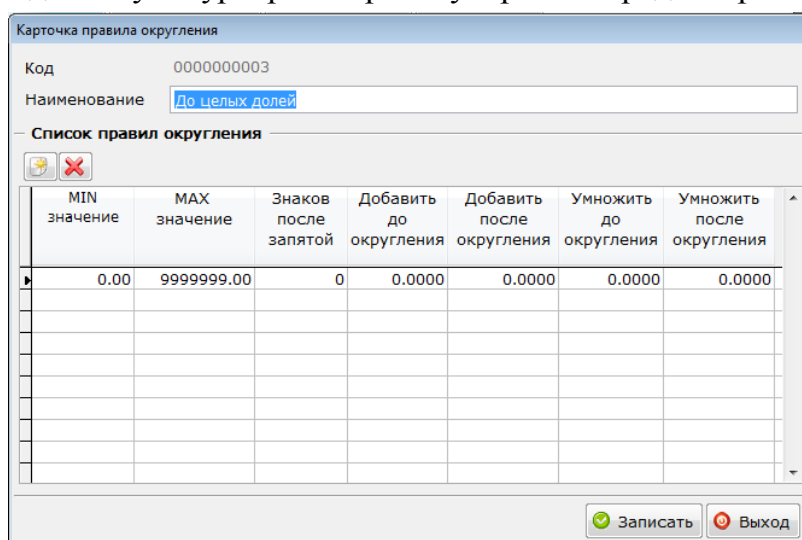 Карточка правила округления
Код 0000000003
Наименование До целых долей
Список правил округления
MIN значение MAX значение Знаков после запятой Добавить до округления Добавить после округления Умножить до округления Умножить после округления
0.00 9999999.00 0 0.0000 0.0000 0.0000 0.0000
Записать Выход